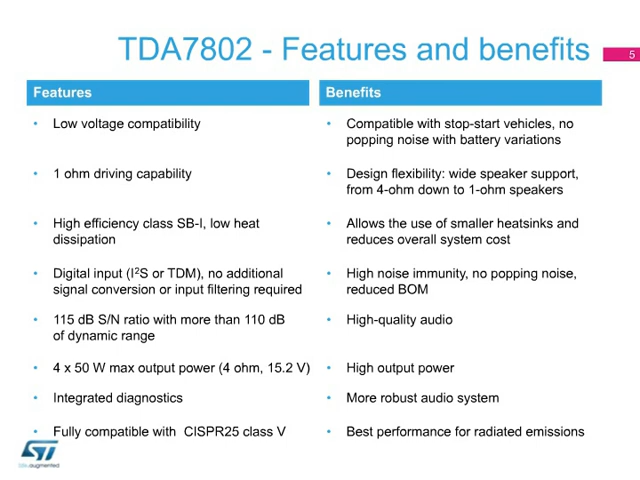 TDA7802 - Features and benefits
5
Features
Benefits
• Low voltage compatibility
• Compatible with stop-start vehicles, no
popping noise with battery variations
• 1 ohm driving capability
• Design flexibility: wide speaker support,
from 4-ohm down to 1-ohm speakers
• High efficiency class SB-I, low heat
dissipation
• Allows the use of smaller heatsinks and
reduces overall system cost
• Digital input (I²S or TDM), no additional
signal conversion or input filtering required
• High noise immunity, no popping noise,
reduced BOM
• 115 dB S/N ratio with more than 110 dB
of dynamic range
• High-quality audio
• 4 x 50 W max output power (4 ohm, 15.2 V)
• High output power
• Integrated diagnostics
• More robust audio system
• Fully compatible with CISPR25 class V
• Best performance for radiated emissions
ST
life.augmented